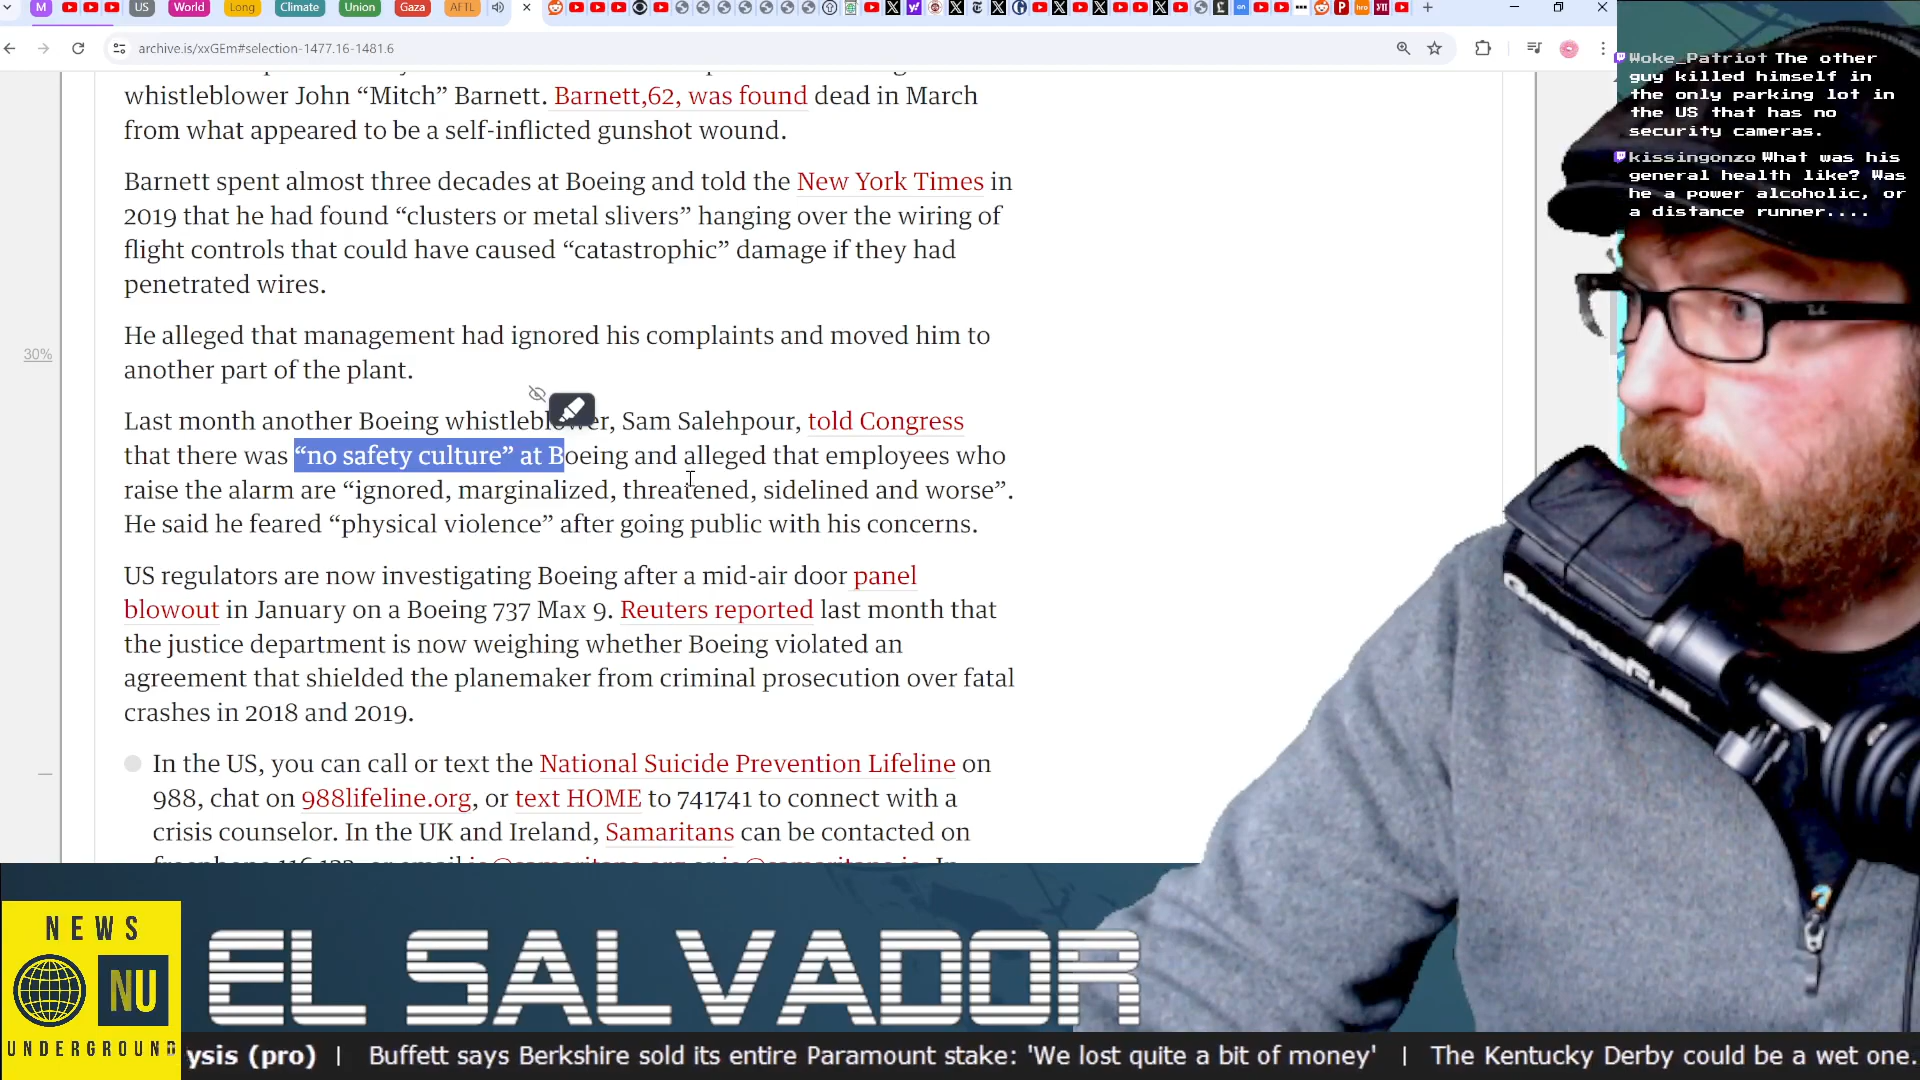 M
US
World
Long
Climate
Union
Gaza
AFTL
archive.is/xxGEm#selection-1477.16-1481.6
whistleblower John “Mitch” Barnett. Barnett,62, was found dead in March
from what appeared to be a self-inflicted gunshot wound.
Barnett spent almost three decades at Boeing and told the New York Times in
2019 that he had found “clusters or metal slivers” hanging over the wiring of
flight controls that could have caused “catastrophic” damage if they had
penetrated wires.
He alleged that management had ignored his complaints and moved him to
another part of the plant.
30%
Last month another Boeing whistleblower, Sam Salehpour, told Congress
that there was “no safety culture” at Boeing and alleged that employees who
raise the alarm are “ignored, marginalized, threatened, sidelined and worse”.
He said he feared “physical violence” after going public with his concerns.
US regulators are now investigating Boeing after a mid-air door panel
blowout in January on a Boeing 737 Max 9. Reuters reported last month that
the justice department is now weighing whether Boeing violated an
agreement that shielded the planemaker from criminal prosecution over fatal
crashes in 2018 and 2019.
In the US, you can call or text the National Suicide Prevention Lifeline on
988, chat on 988lifeline.org, or text HOME to 741741 to connect with a
crisis counselor. In the UK and Ireland, Samaritans can be contacted on
Woke_Patriot The other
guy killed himself in
the only parking lot in
the US that has no
security cameras.
kissingonzo What was his
general health like? Was
he a power alcoholic, or
a distance runner....
NEWS
NU
UNDERGROUND
EL SALVADOR
ysis (pro) | Buffett says Berkshire sold its entire Paramount stake: 'We lost quite a bit of money' | The Kentucky Derby could be a wet one.